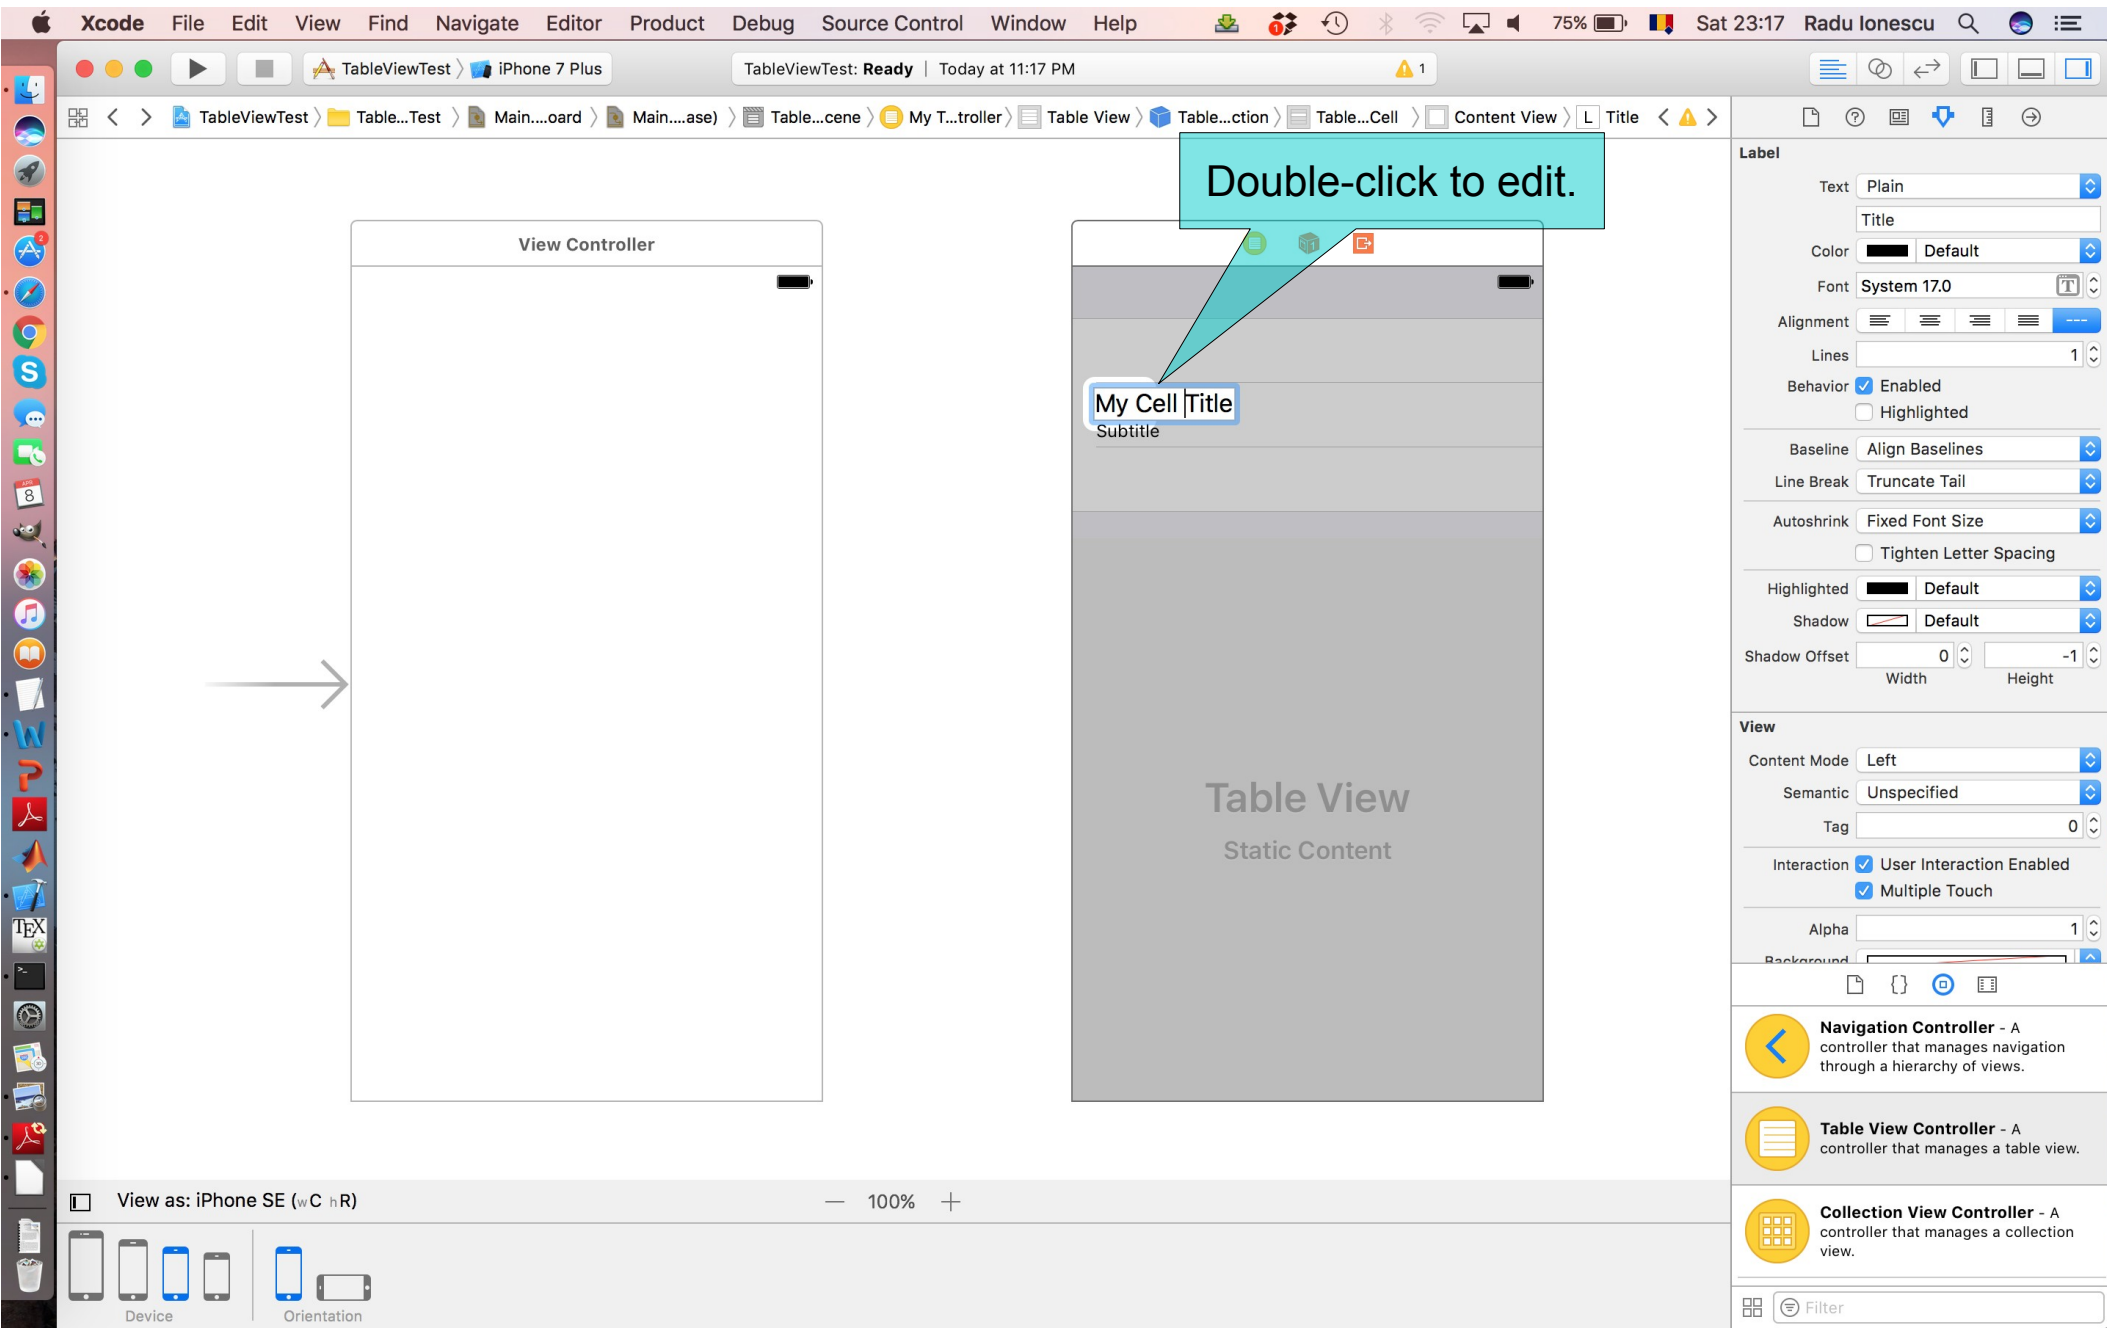 Xcode File Edit View Find Navigate Editor Product Debug Source Control Window Help 1 75% Sat 23:17 Radu Ionescu
TableViewTest iPhone 7 Plus TableViewTest: Ready | Today at 11:17 PM 1
TableViewTest Table...Test Main....oard Main....ase) Table...cene My T...troller Table View Table...ction Table...Cell Content View L Title
Double-click to edit.
View Controller
My Cell Title
Subtitle
Table View
Static Content
Label
Text Plain
Title
Color Default
Font System 17.0 T
Alignment ---
Lines 1
Behavior Enabled
Highlighted
Baseline Align Baselines
Line Break Truncate Tail
Autoshrink Fixed Font Size
Tighten Letter Spacing
Highlighted Default
Shadow Default
Shadow Offset 0 -1
Width Height
View
Content Mode Left
Semantic Unspecified
Tag 0
Interaction User Interaction Enabled
Multiple Touch
Alpha 1
Background
{}
Navigation Controller - A
controller that manages navigation
through a hierarchy of views.
Table View Controller - A
controller that manages a table view.
Collection View Controller - A
controller that manages a collection
view.
Filter
View as: iPhone SE (wC hR) — 100% +
Device Orientation
2
S
APR
8
W
P
TEX